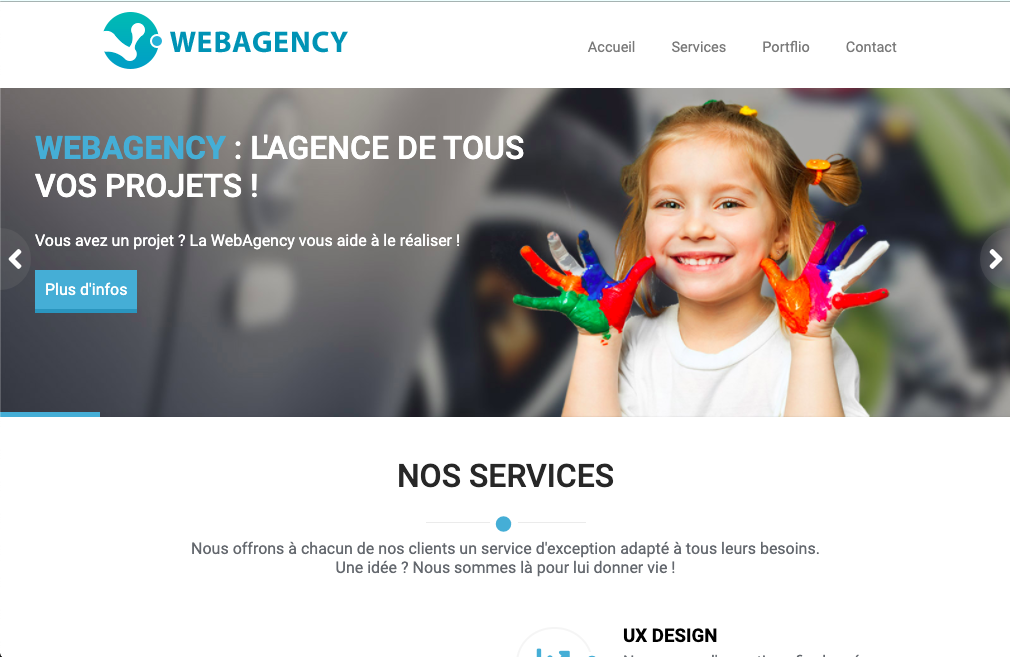 WEBAGENCY
Accueil Services Portflio Contact
WEBAGENCY : L'AGENCE DE TOUS
VOS PROJETS !
Vous avez un projet ? La WebAgency vous aide à le réaliser !
Plus d'infos
NOS SERVICES
Nous offrons à chacun de nos clients un service d'exception adapté à tous leurs besoins.
Une idée ? Nous sommes là pour lui donner vie !
UX DESIGN